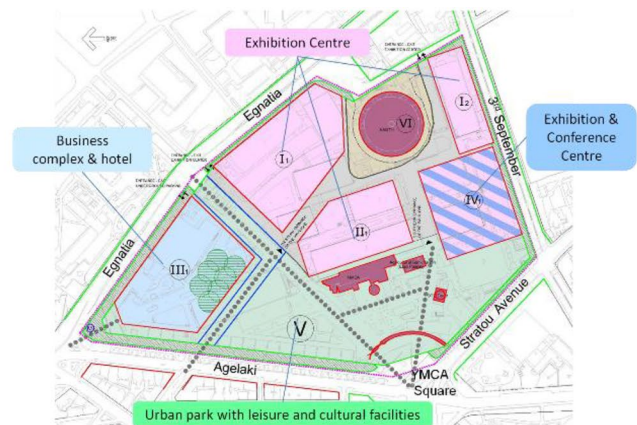 Exhibition Centre
Egnatia
3rd September
VI
I2
Business
complex & hotel
I1
Exhibition &
Conference
Centre
IV1
II1
Egnatia
III1
V
Stratou Avenue
Agelaki
YMCA
Square
Urban park with leisure and cultural facilities